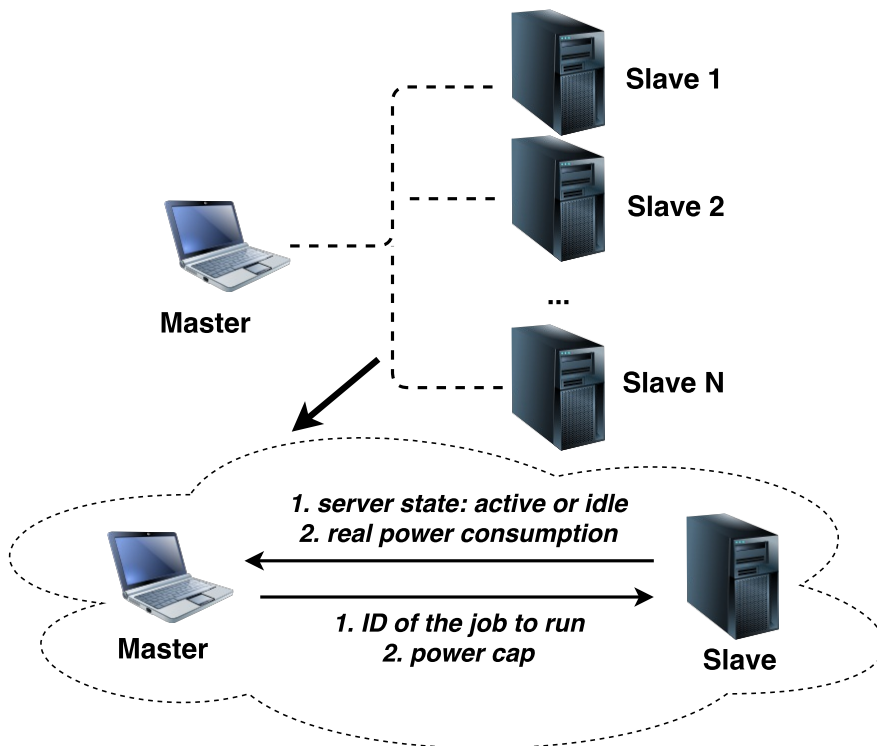 Slave 1
Slave 2
Master
...
Slave N
1. server state: active or idle
2. real power consumption
1. ID of the job to run
2. power cap
Master
Slave